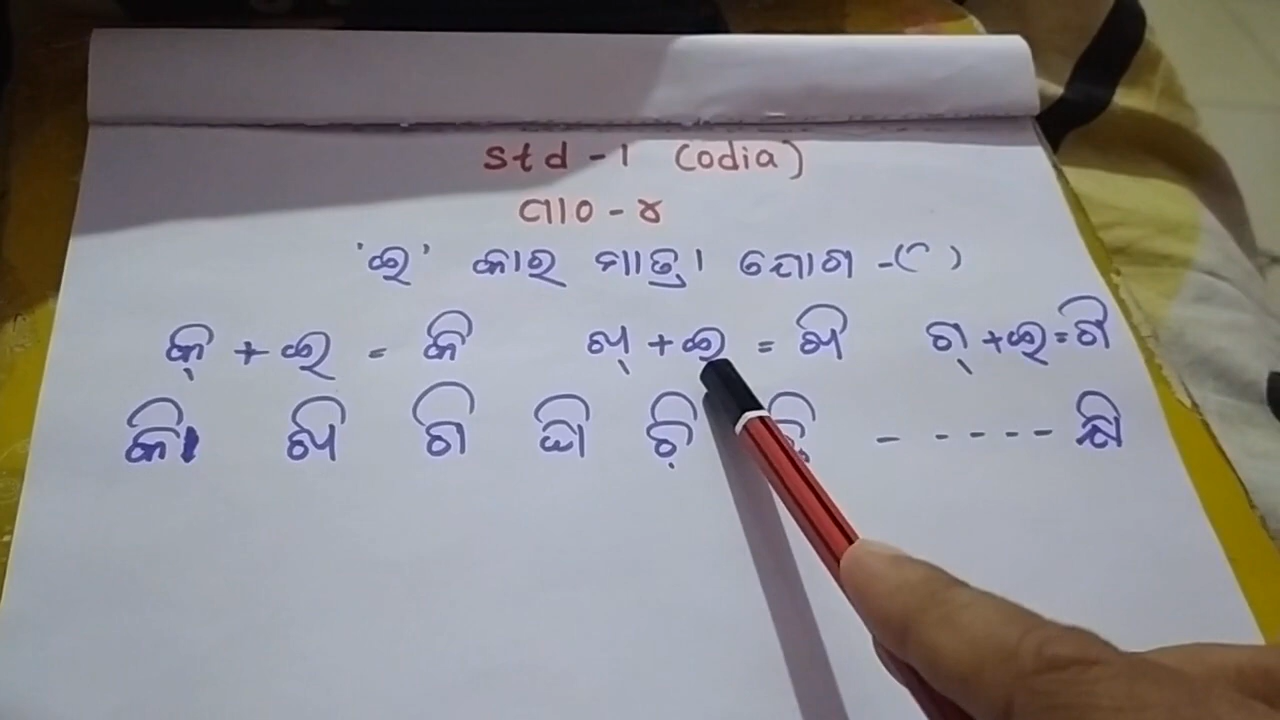 std - 1 (odia)
ପାଠ - ୪
'ଇ' କାର ମାତ୍ରା ଯୋଗ - ( ି )
କ୍ + ଇ = କି ଖ୍ + ଇ = ଖି ଗ୍ + ଇ = ଗି
କି ଖି ଗି ଘି ଚି - - - - - - କ୍ଷି